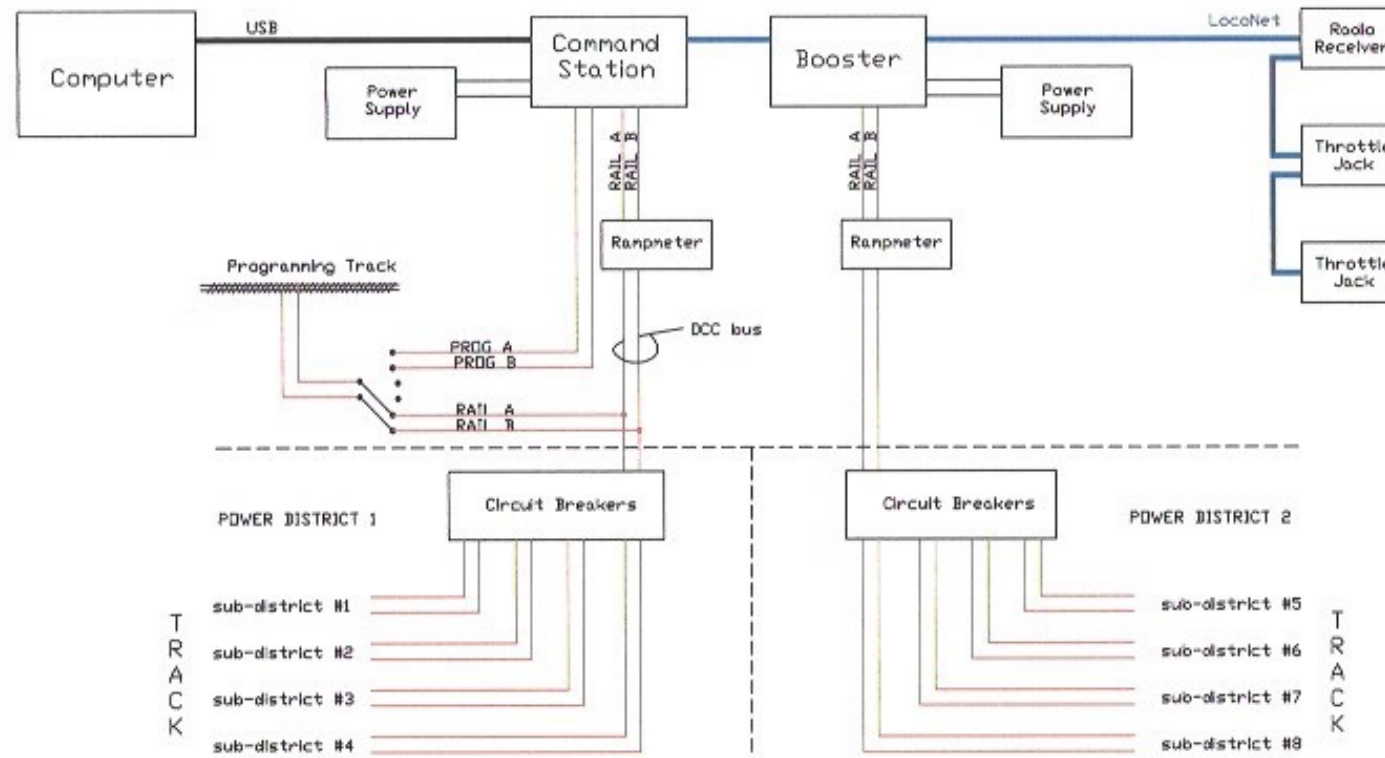 USB
LocoNet
Computer
Command
Station
Booster
Radio
Receiver
Power
Supply
Power
Supply
RAIL A
RAIL B
RAIL A
RAIL B
Throttle
Jack
Rampmeter
Rampmeter
Programming Track
Throttle
Jack
DCC bus
PROG A
PROG B
RAIL A
RAIL B
Circuit Breakers
Circuit Breakers
POWER DISTRICT 1
POWER DISTRICT 2
TRACK
sub-district #1
sub-district #2
sub-district #3
sub-district #4
sub-district #5
sub-district #6
sub-district #7
sub-district #8
TRACK